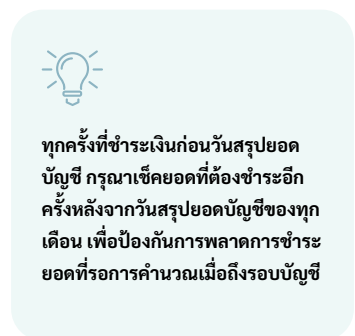 ทุกครั้งที่ชำระเงินก่อนวันสรุปยอด
บัญชี กรุณาเช็คยอดที่ต้องชำระอีก
ครั้งหลังจากวันสรุปยอดบัญชีของทุก
เดือน เพื่อป้องกันการพลาดการชำระ
ยอดที่รอการคำนวณเมื่อถึงรอบบัญชี